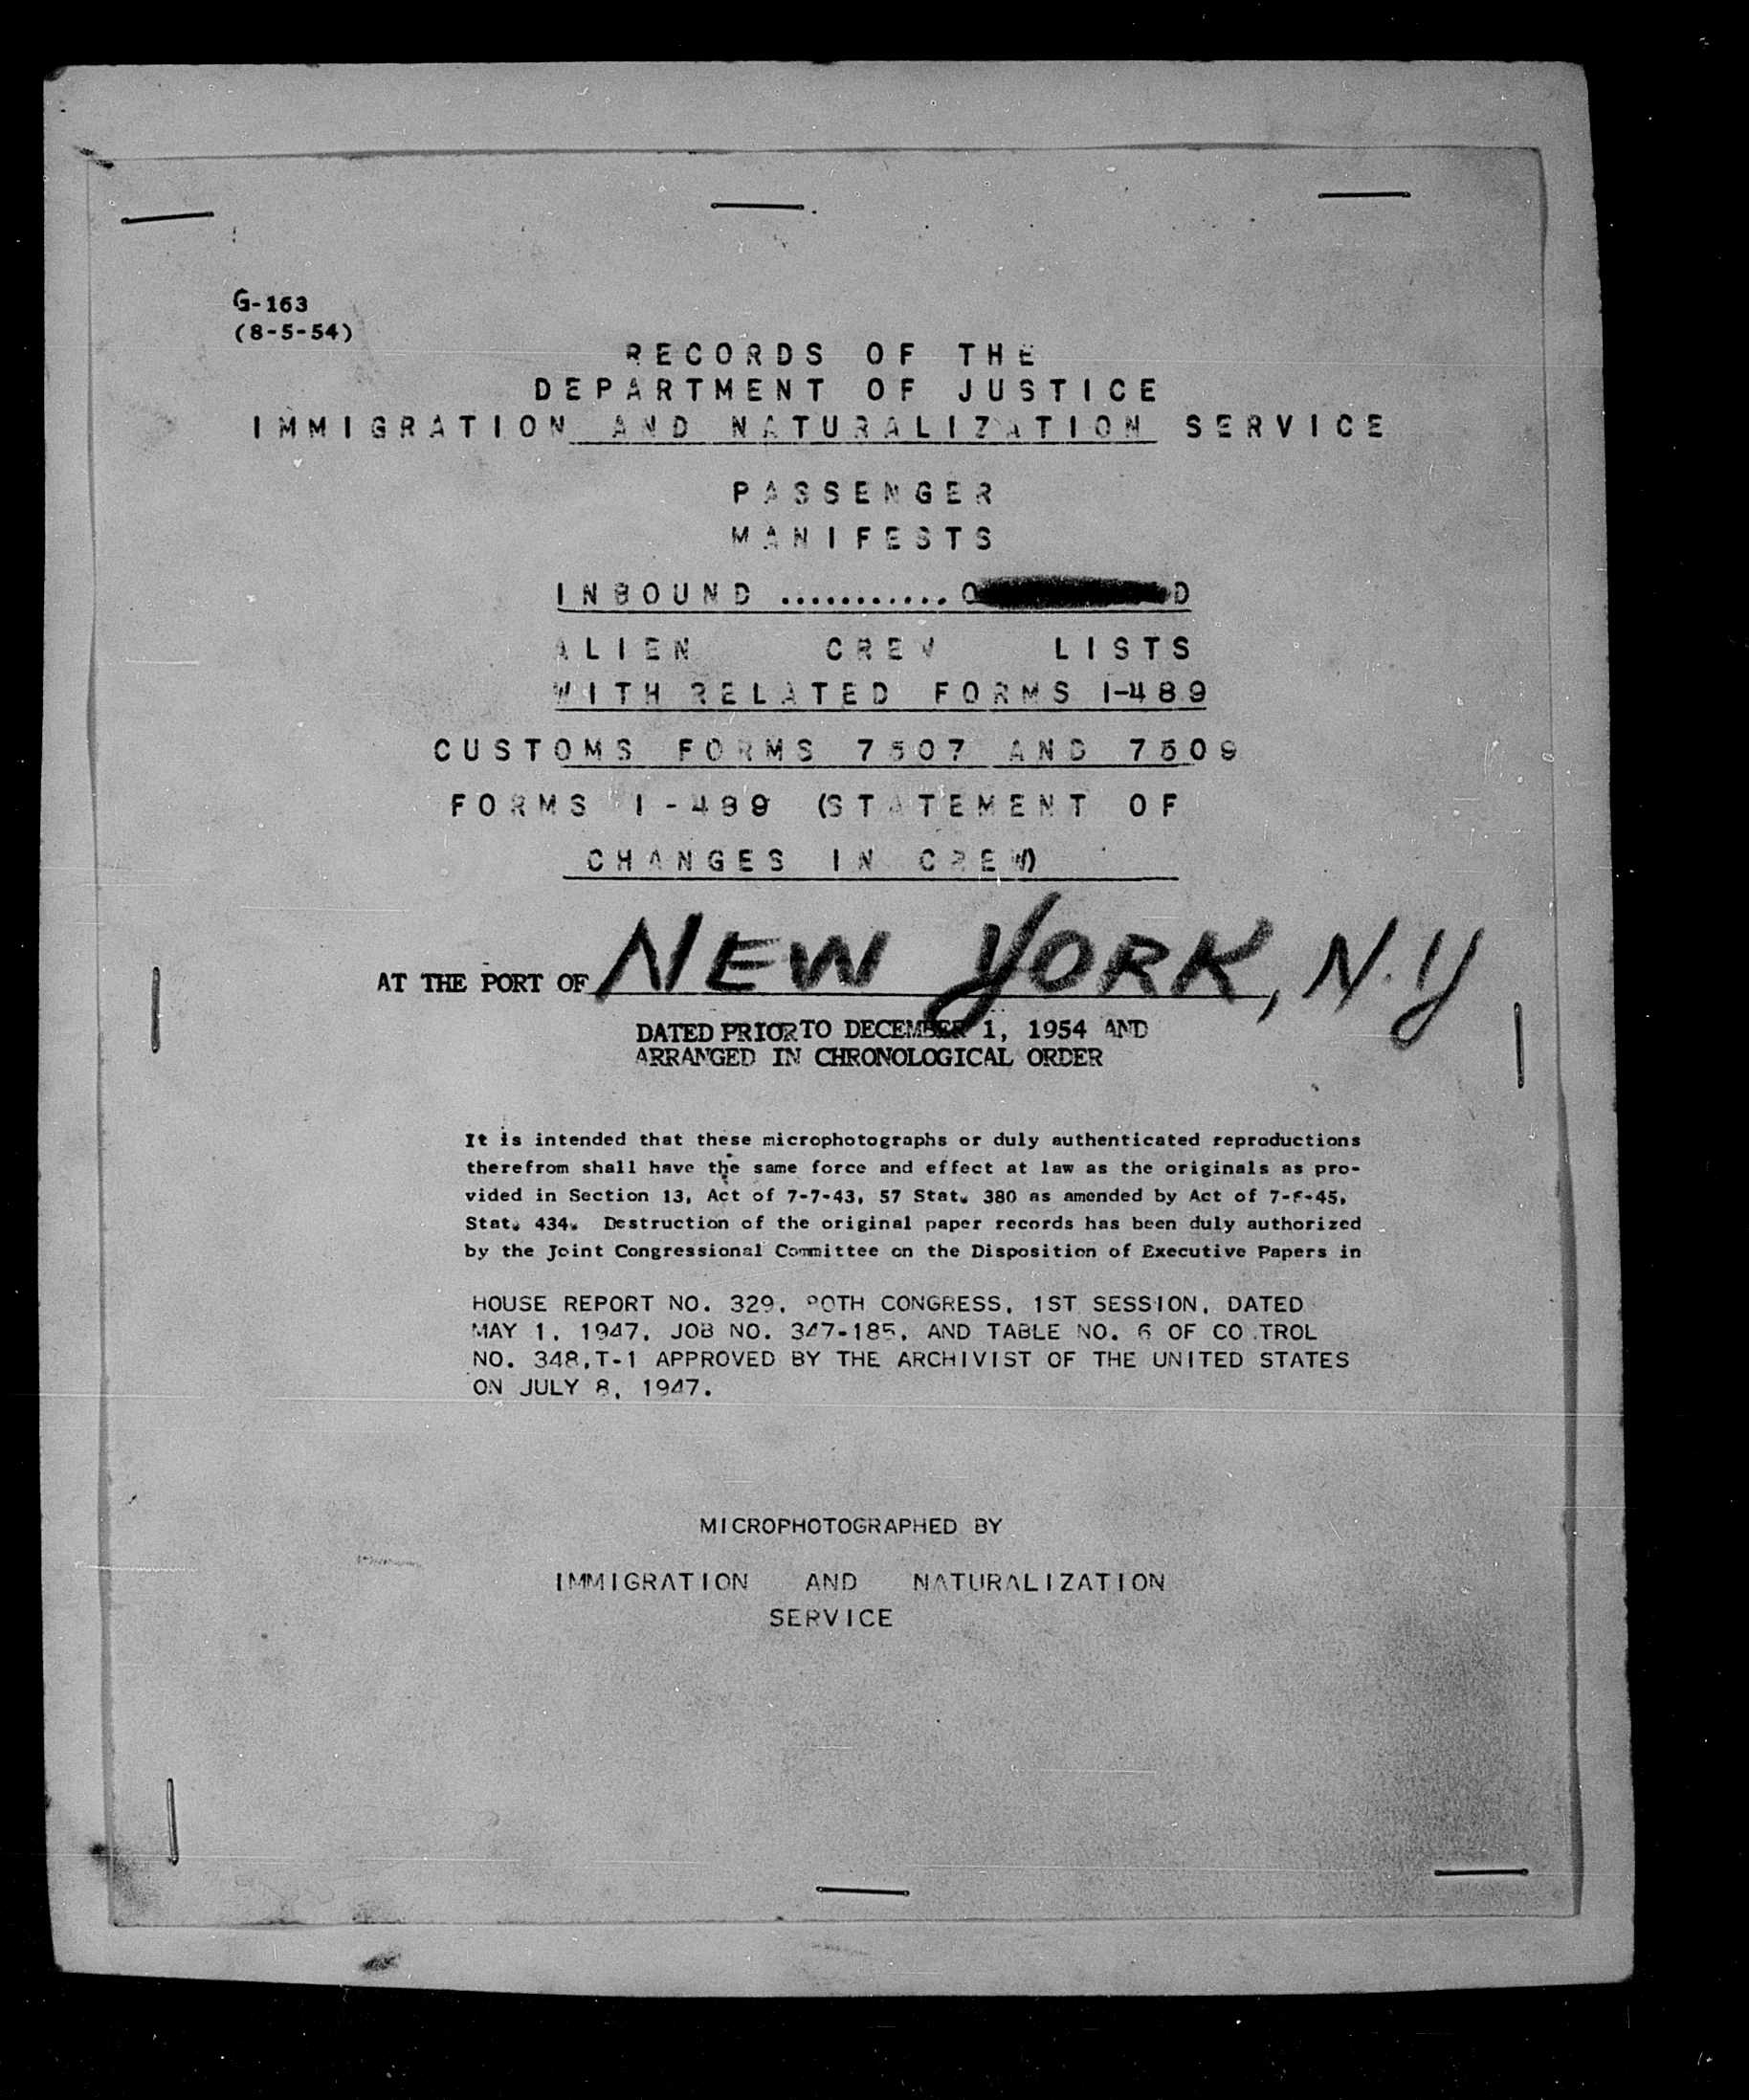 G-163
(8-5-54)
RECORDS OF THE
DEPARTMENT OF JUSTICE
IMMIGRATION AND NATURALIZATION SERVICE
PASSENGER
MANIFESTS
INBOUND ...........
ALIEN CREW LISTS
WITH RELATED FORMS I-489
CUSTOMS FORMS 7507 AND 7509
FORMS I-489 (STATEMENT OF
CHANGES IN CREW)
AT THE PORT OF NEW YORK, N.Y
DATED PRIOR TO DECEMBER 1, 1954 AND
ARRANGED IN CHRONOLOGICAL ORDER
It is intended that these microphotographs or duly authenticated reproductions
therefrom shall have the same force and effect at law as the originals as pro-
vided in Section 13, Act of 7-7-43, 57 Stat. 380 as amended by Act of
Stat. 434. Destruction of the original paper records has been duly authorized
by the Joint Congressional Committee on the Disposition of Executive Papers in
HOUSE REPORT NO. 329, 80TH CONGRESS, 1ST SESSION, DATED
MAY 1, 1947, JOB NO. 347-185, AND TABLE NO. 6 OF CO TROL
NO. 348,T-1 APPROVED BY THE ARCHIVIST OF THE UNITED STATES
ON JULY 8, 1947.
MICROPHOTOGRAPHED BY
IMMIGRATION AND NATURALIZATION
SERVICE